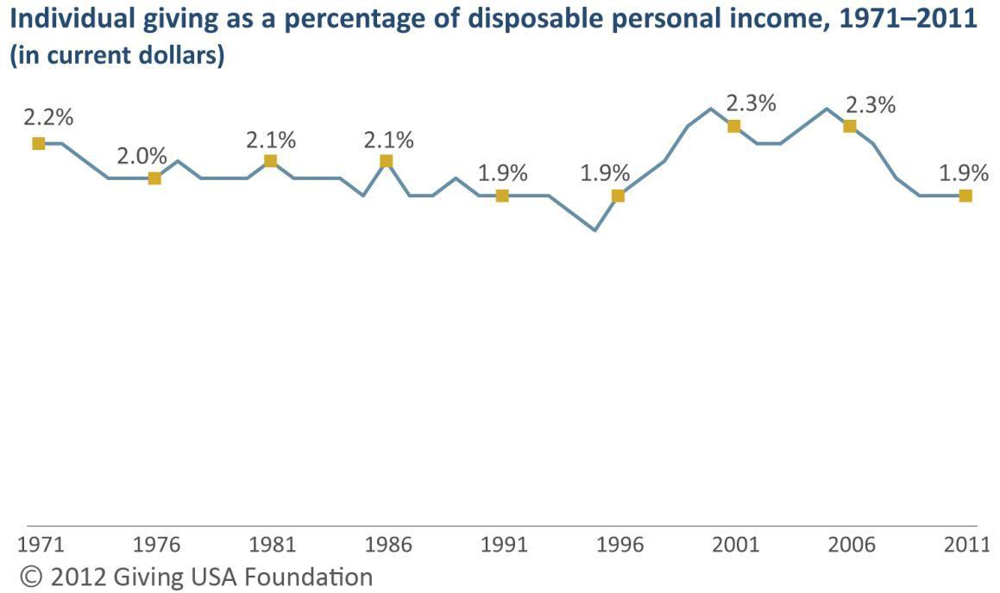 Individual giving as a percentage of disposable personal income, 1971–2011
(in current dollars)
2.2%
2.0%
2.1%
2.1%
1.9%
1.9%
2.3%
2.3%
1.9%
1971 1976 1981 1986 1991 1996 2001 2006 2011
© 2012 Giving USA Foundation